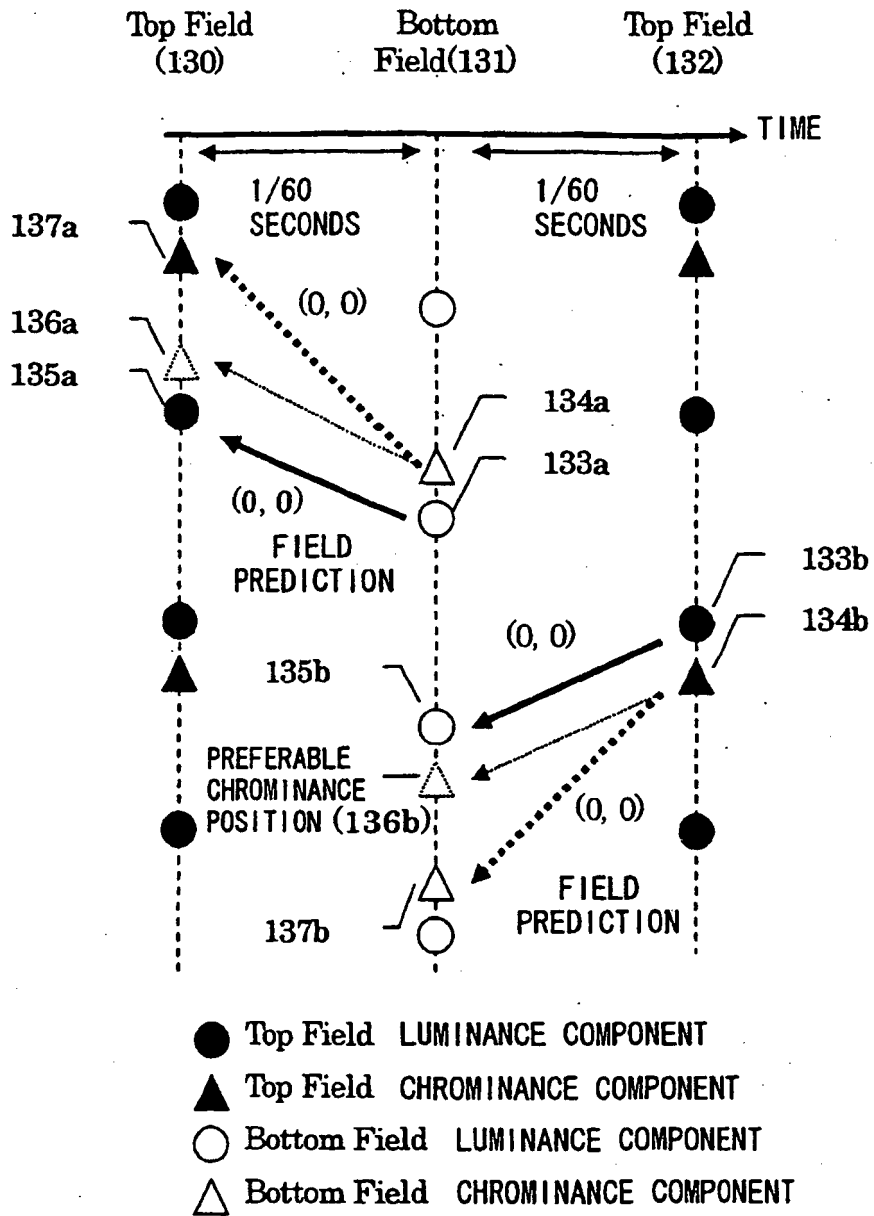 Top Field
(130)
Bottom
Field(131)
Top Field
(132)
TIME
1/60
SECONDS
1/60
SECONDS
137a
(0, 0)
136a
135a
134a
133a
(0, 0)
FIELD
PREDICTION
133b
134b
(0, 0)
135b
PREFERABLE
CHROMINANCE
POSITION (136b)
(0, 0)
FIELD
PREDICTION
137b
Top Field LUMINANCE COMPONENT
Top Field CHROMINANCE COMPONENT
Bottom Field LUMINANCE COMPONENT
Bottom Field CHROMINANCE COMPONENT